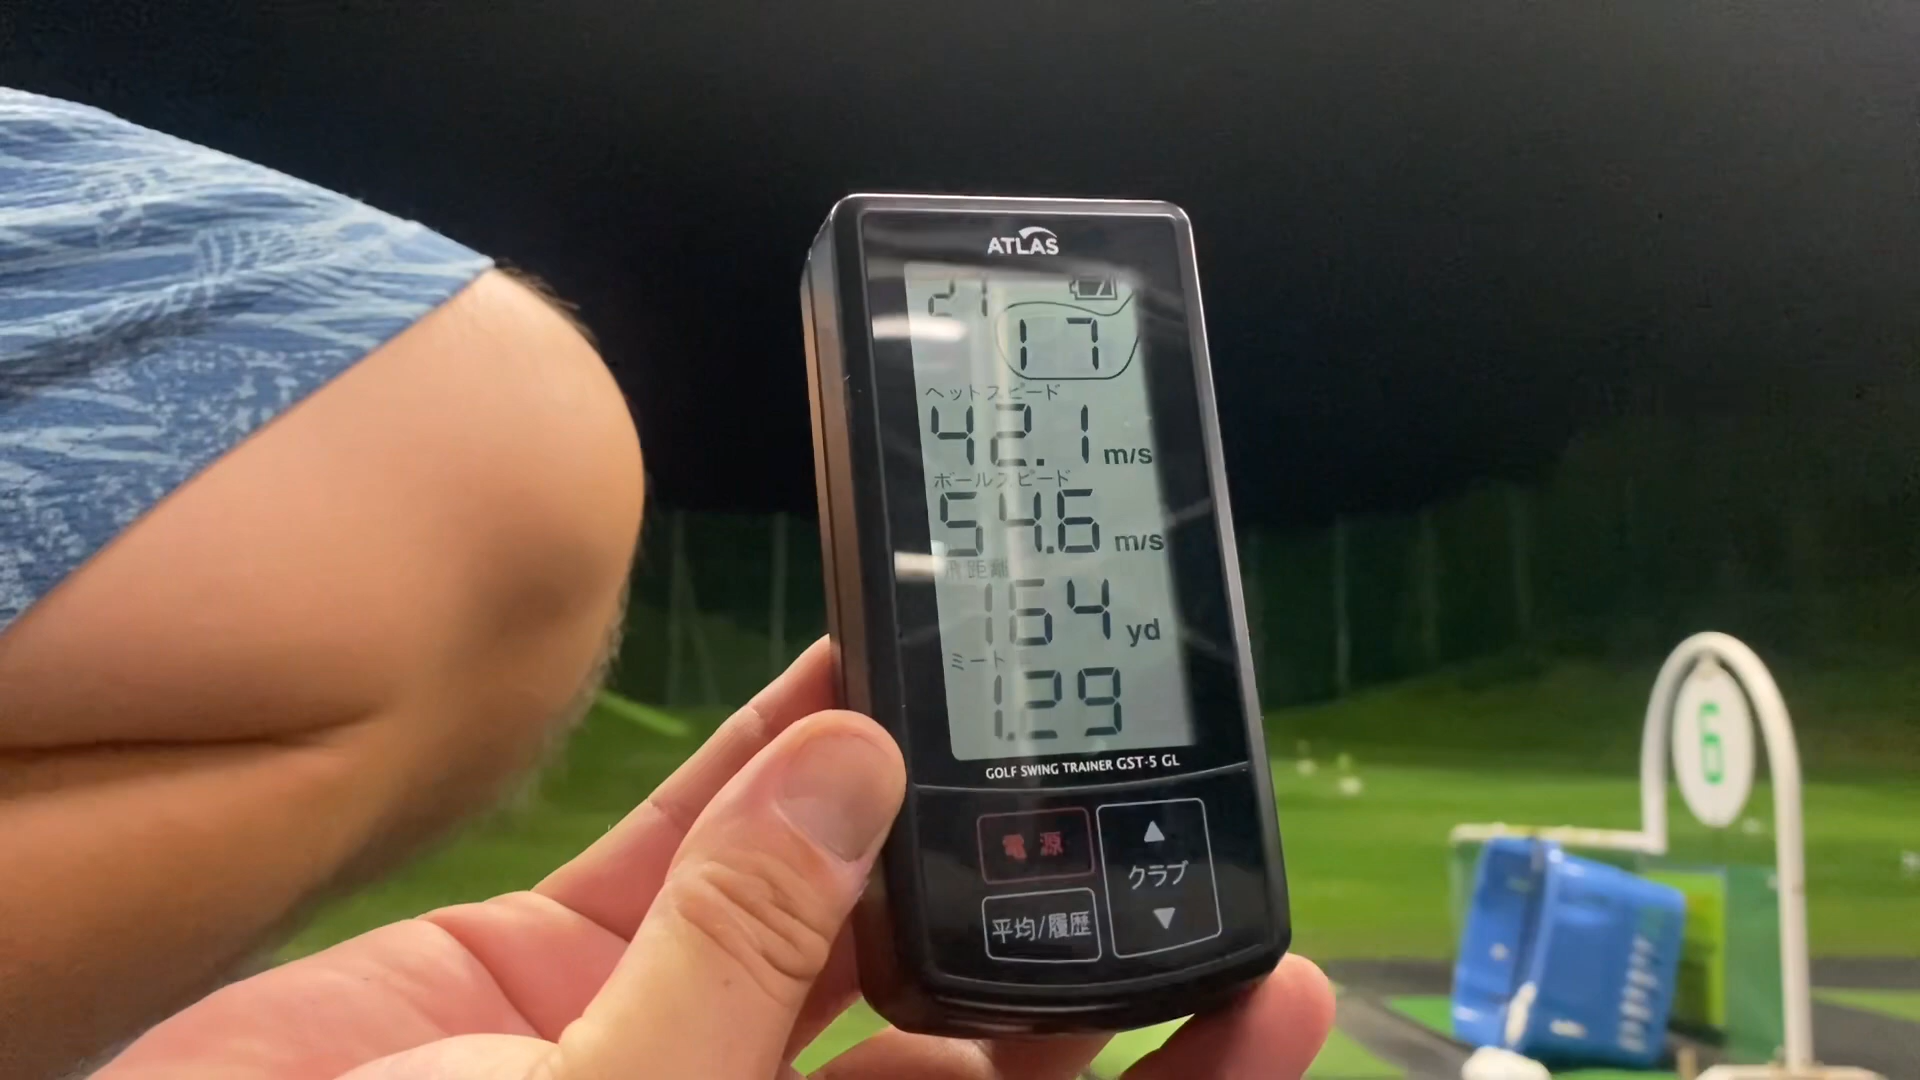 ATLAS
21
17
ヘッドスピード
42.1 m/s
ボールスピード
54.6 m/s
飛距離
164 yd
ミート率
1.29
GOLF SWING TRAINER GST-5 GL
電源
▲
クラブ
▼
平均/履歴
6